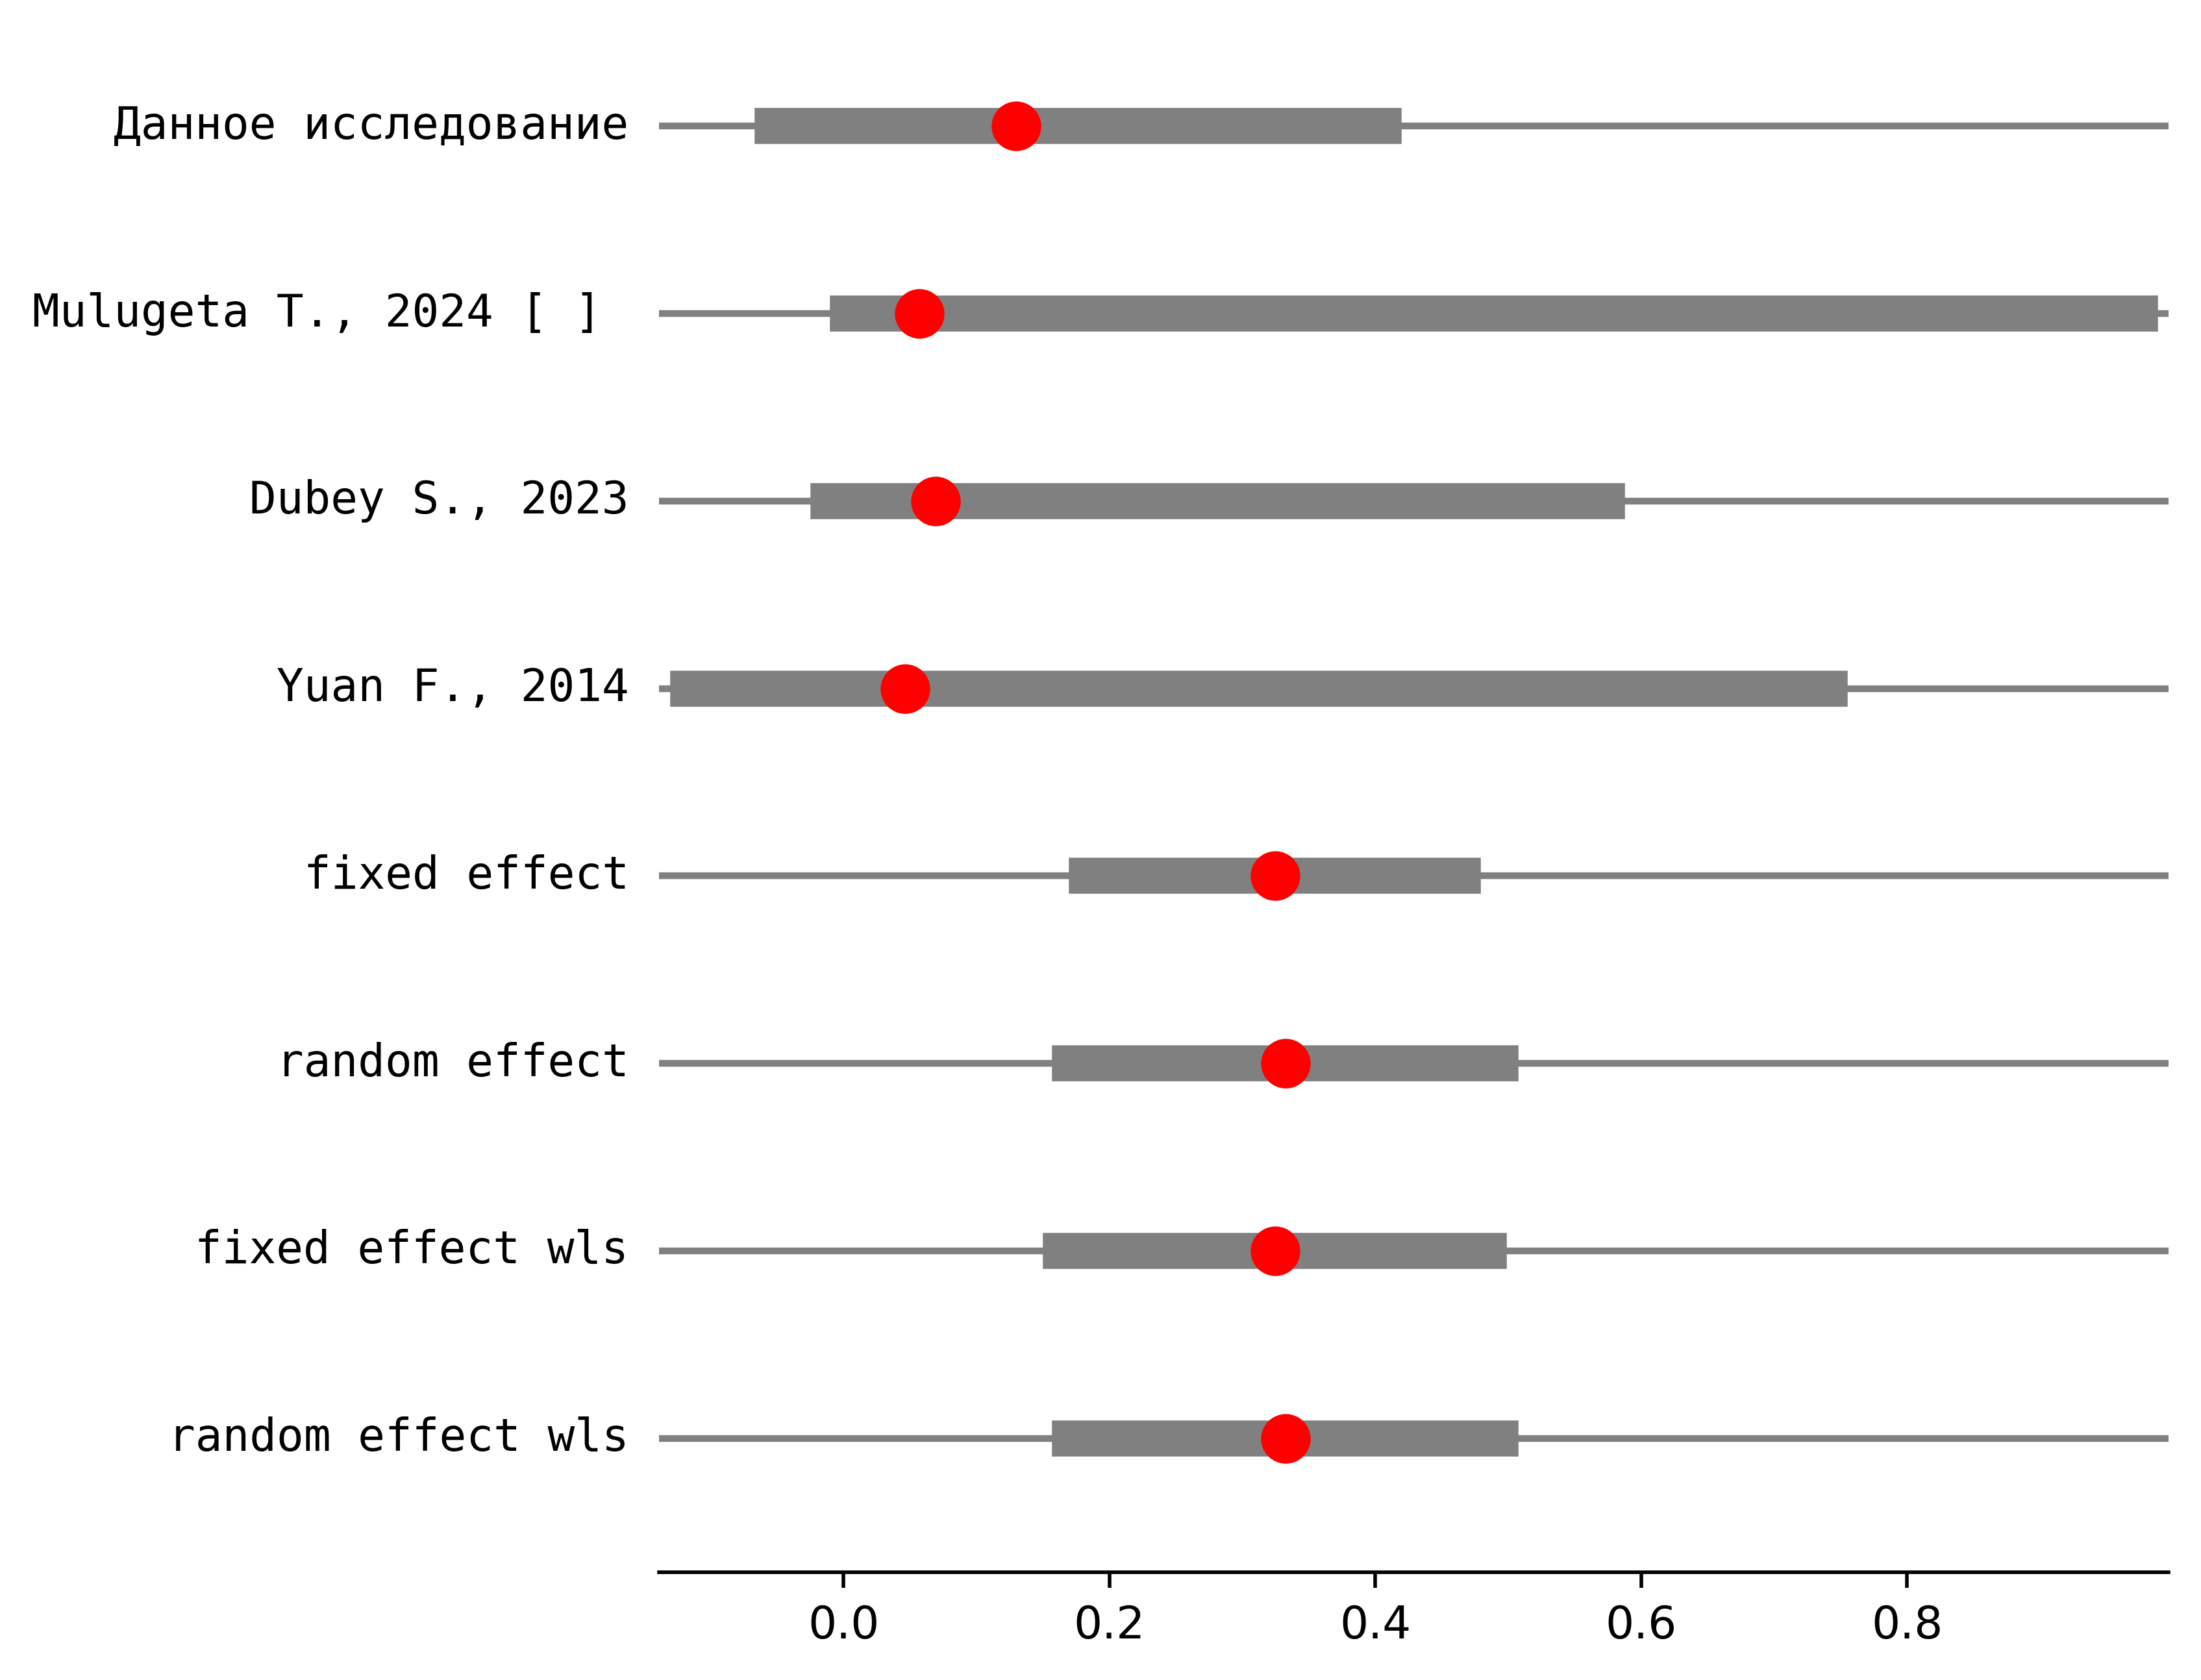 Данное исследование
Mulugeta T., 2024 [ ]
Dubey S., 2023
Yuan F., 2014
fixed effect
random effect
fixed effect wls
random effect wls
0.0 0.2 0.4 0.6 0.8